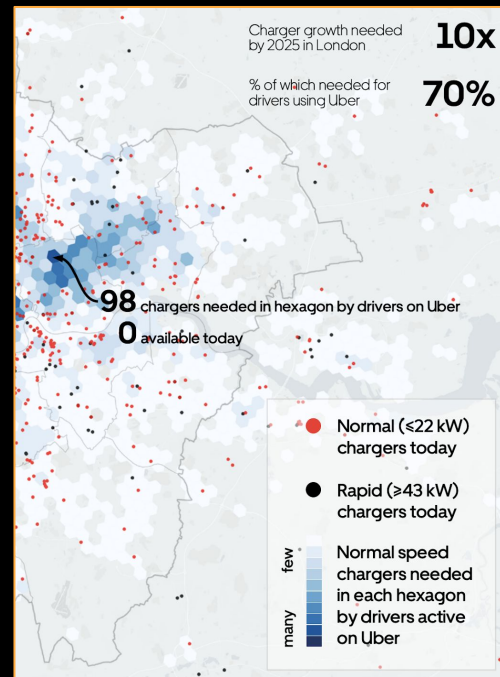 Charger growth needed
by 2025 in London
10x
% of which needed for
drivers using Uber
70%
98 chargers needed in hexagon by drivers on Uber
0 available today
Normal (≤22 kW)
chargers today
Rapid (≥43 kW)
chargers today
few
many
Normal speed
chargers needed
in each hexagon
by drivers active
on Uber